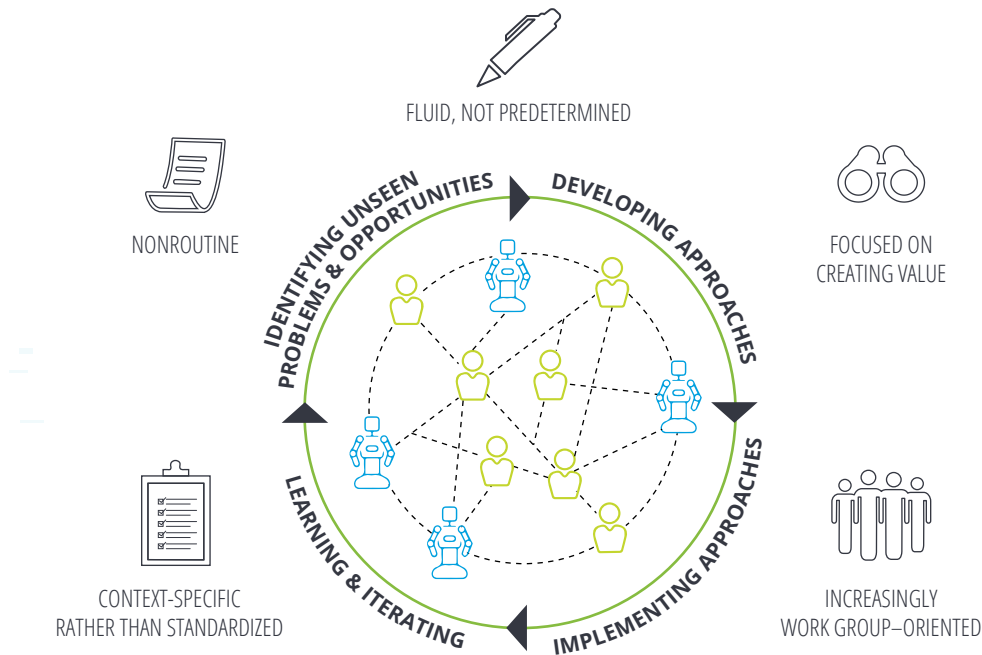 FLUID, NOT PREDETERMINED
NONROUTINE
FOCUSED ON
CREATING VALUE
IDENTIFYING UNSEEN
PROBLEMS & OPPORTUNITIES
DEVELOPING APPROACHES
IMPLEMENTING APPROACHES
LEARNING & ITERATING
CONTEXT-SPECIFIC
RATHER THAN STANDARDIZED
INCREASINGLY
WORK GROUP–ORIENTED